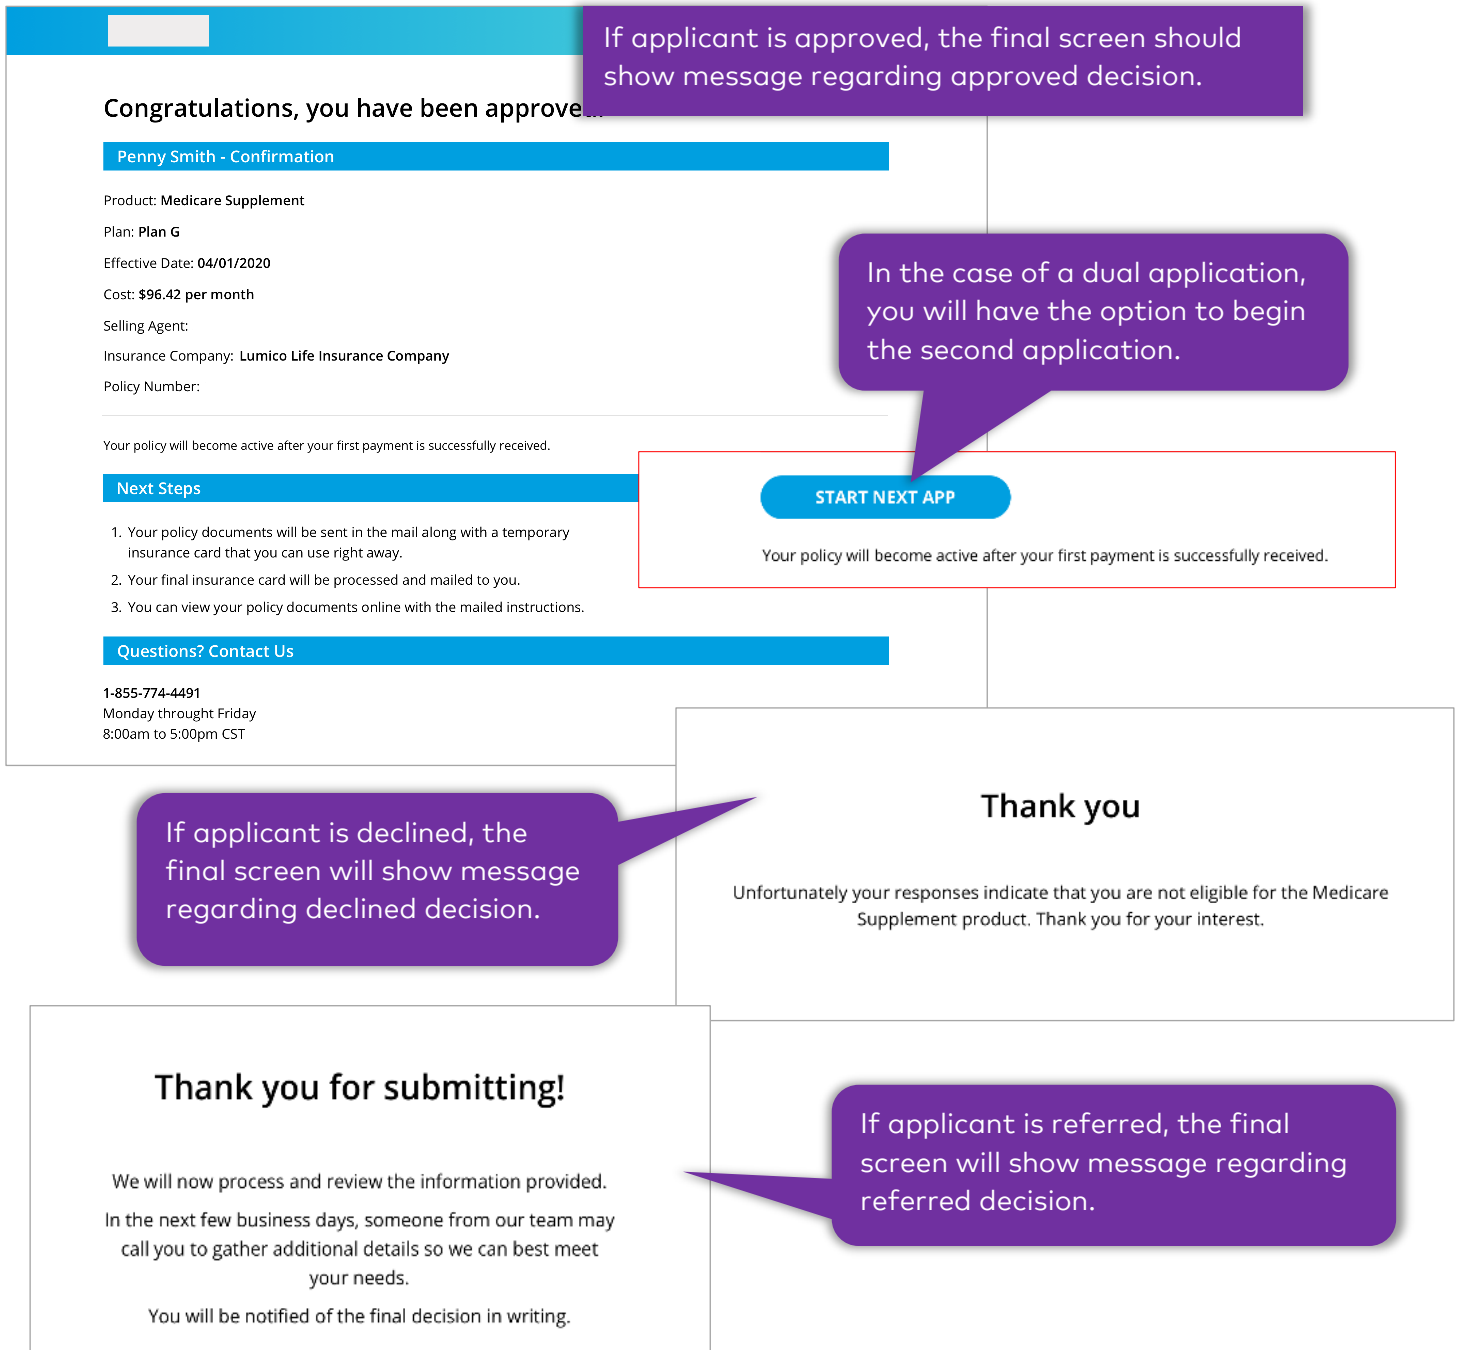 If applicant is approved, the final screen should
show message regarding approved decision.
Congratulations, you have been approved!
Penny Smith - Confirmation
Product: Medicare Supplement
Plan: Plan G
Effective Date: 04/01/2020
Cost: $96.42 per month
Selling Agent:
Insurance Company: Lumico Life Insurance Company
Policy Number:
In the case of a dual application,
you will have the option to begin
the second application.
Your policy will become active after your first payment is successfully received.
START NEXT APP
Your policy will become active after your first payment is successfully received.
Next Steps
1. Your policy documents will be sent in the mail along with a temporary
insurance card that you can use right away.
2. Your final insurance card will be processed and mailed to you.
3. You can view your policy documents online with the mailed instructions.
Questions? Contact Us
1-855-774-4491
Monday throught Friday
8:00am to 5:00pm CST
If applicant is declined, the
final screen will show message
regarding declined decision.
Thank you
Unfortunately your responses indicate that you are not eligible for the Medicare
Supplement product. Thank you for your interest.
Thank you for submitting!
We will now process and review the information provided.
In the next few business days, someone from our team may
call you to gather additional details so we can best meet
your needs.
You will be notified of the final decision in writing.
If applicant is referred, the final
screen will show message regarding
referred decision.